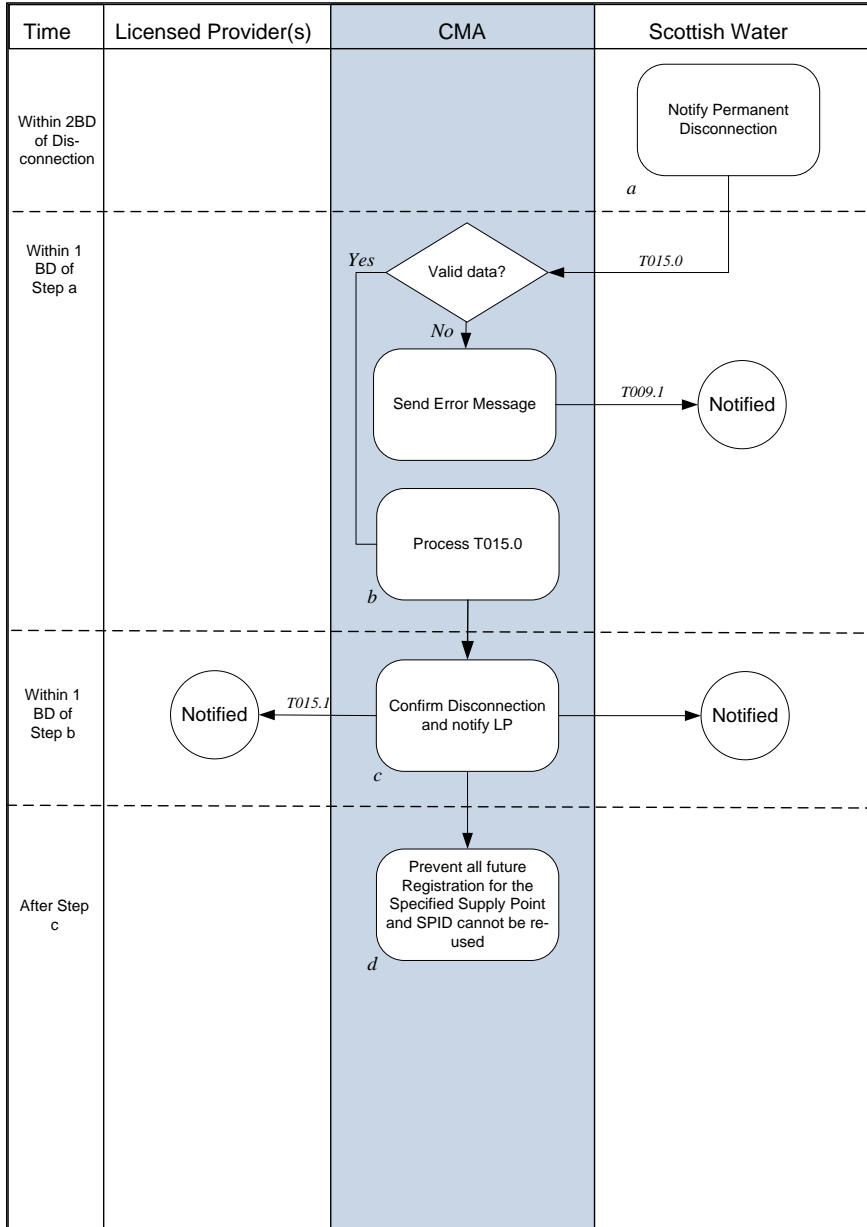 Time
Licensed Provider(s)
CMA
Scottish Water
Within 2BD
of Dis-
connection
Notify Permanent
Disconnection
a
Within 1
BD of
Step a
Yes
Valid data?
T015.0
No
Send Error Message
T009.1
Notified
Process T015.0
b
Within 1
BD of
Step b
Notified
T015.1
Confirm Disconnection
and notify LP
Notified
c
After Step
c
Prevent all future
Registration for the
Specified Supply Point
and SPID cannot be re-
used
d